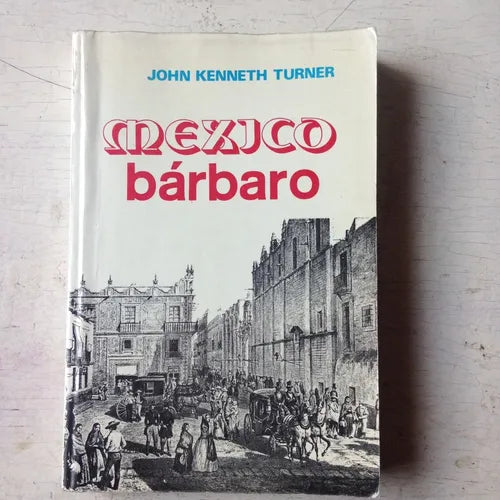 JOHN KENNETH TURNER
MEXICO
bárbaro